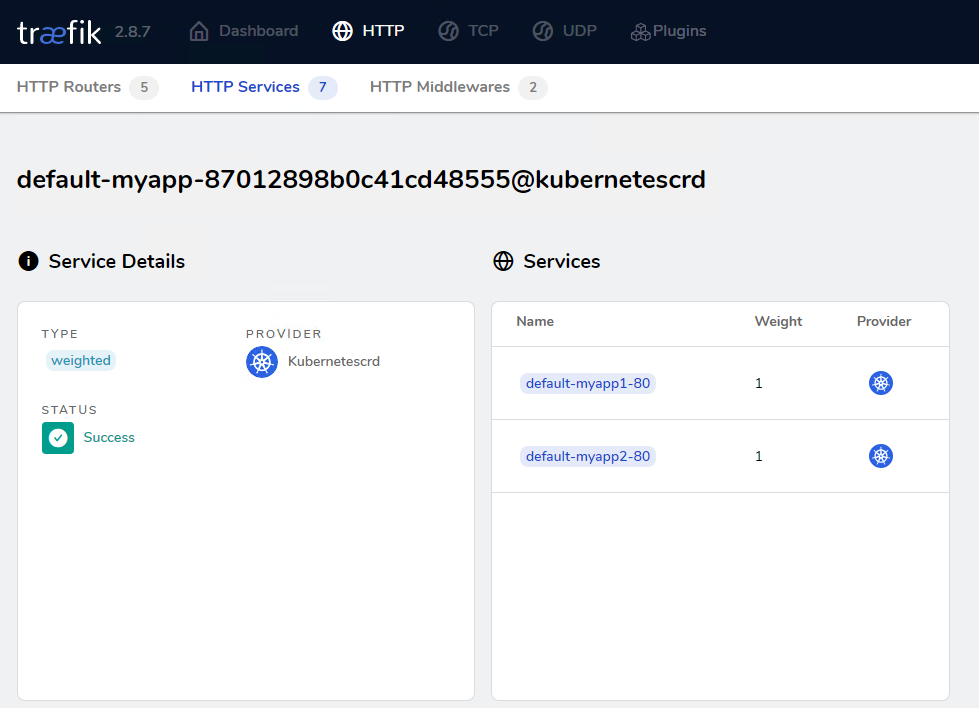 træfik 2.8.7 Dashboard HTTP TCP UDP Plugins
HTTP Routers 5 HTTP Services 7 HTTP Middlewares 2
default-myapp-87012898b0c41cd48555@kubernetescrd
Service Details
TYPE PROVIDER
weighted Kubernetescrd
STATUS
Success
Services
Name Weight Provider
default-myapp1-80 1
default-myapp2-80 1